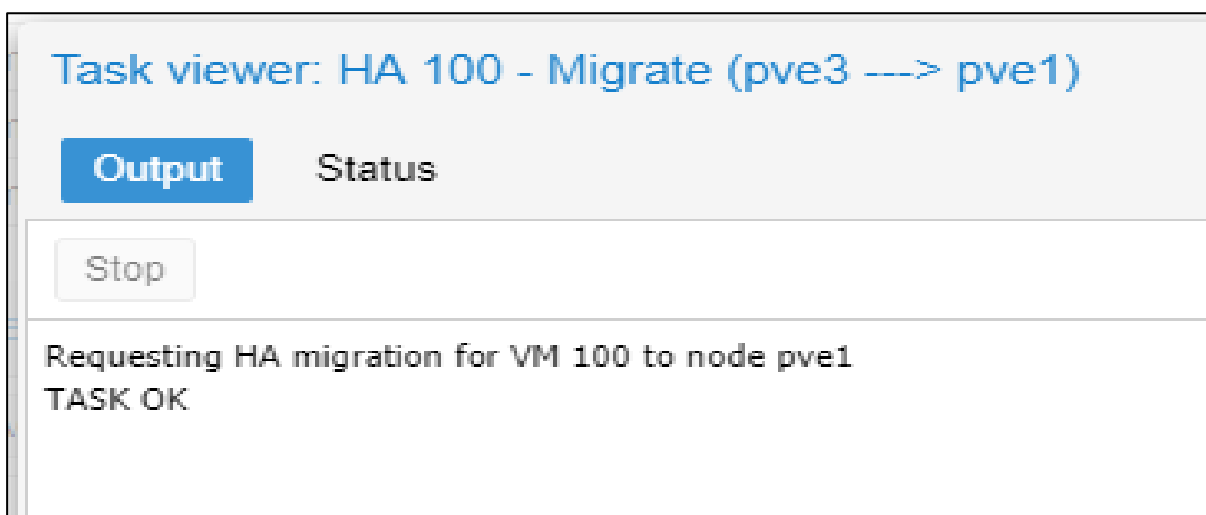 Task viewer: HA 100 - Migrate (pve3 ---> pve1)
Output Status
Stop
Requesting HA migration for VM 100 to node pve1
TASK OK